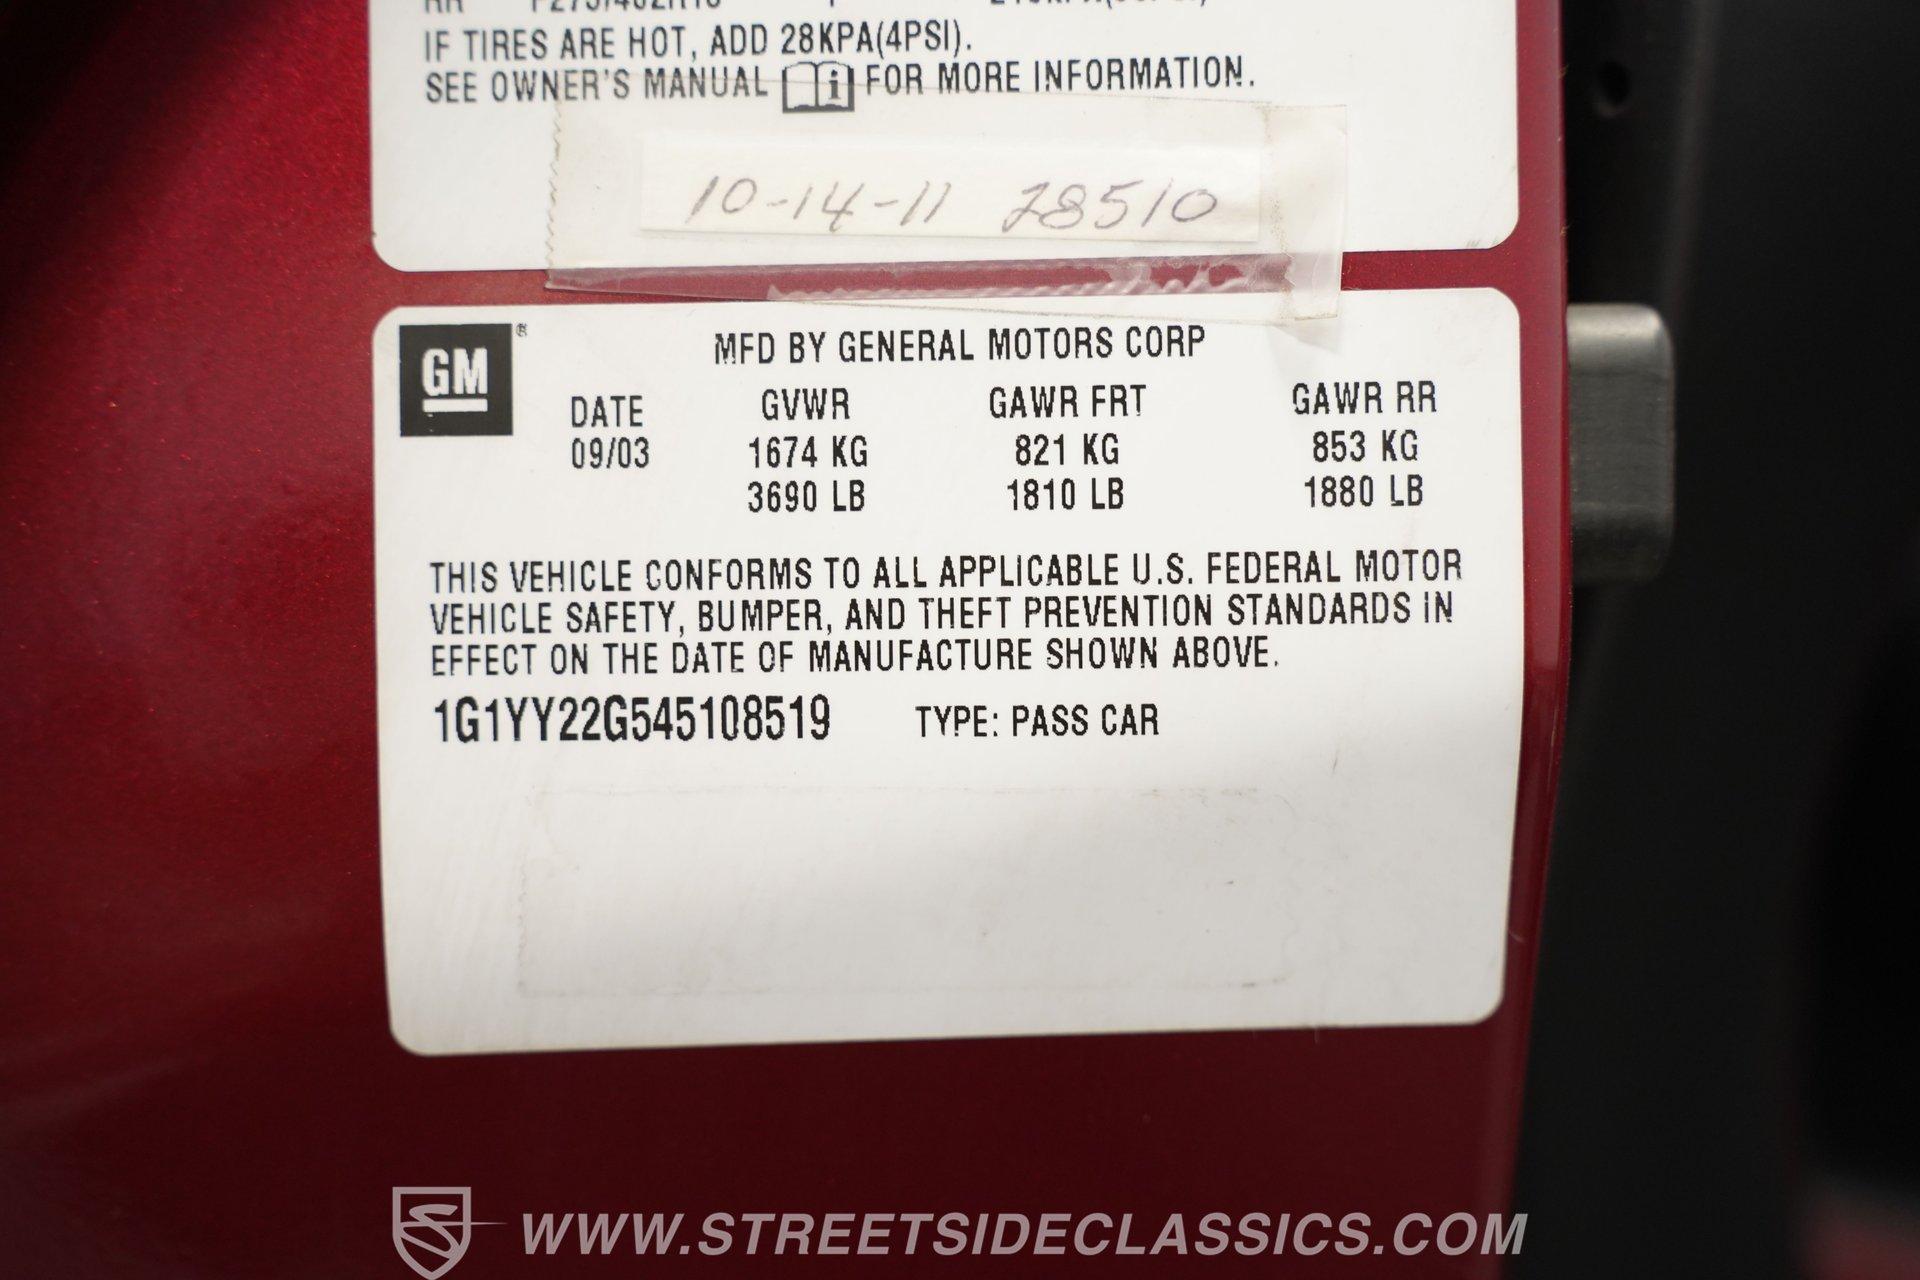 IF TIRES ARE HOT, ADD 28KPA(4PSI).
SEE OWNER'S MANUAL i FOR MORE INFORMATION.
10-14-11 28510
GM ®
MFD BY GENERAL MOTORS CORP
DATE GVWR GAWR FRT GAWR RR
09/03 1674 KG 821 KG 853 KG
3690 LB 1810 LB 1880 LB
THIS VEHICLE CONFORMS TO ALL APPLICABLE U.S. FEDERAL MOTOR
VEHICLE SAFETY, BUMPER, AND THEFT PREVENTION STANDARDS IN
EFFECT ON THE DATE OF MANUFACTURE SHOWN ABOVE.
1G1YY22G545108519 TYPE: PASS CAR
WWW.STREETSIDECLASSICS.COM